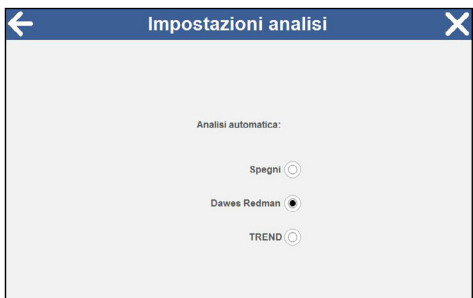 Impostazioni analisi
Analisi automatica:
Spegni
Dawes Redman
TREND